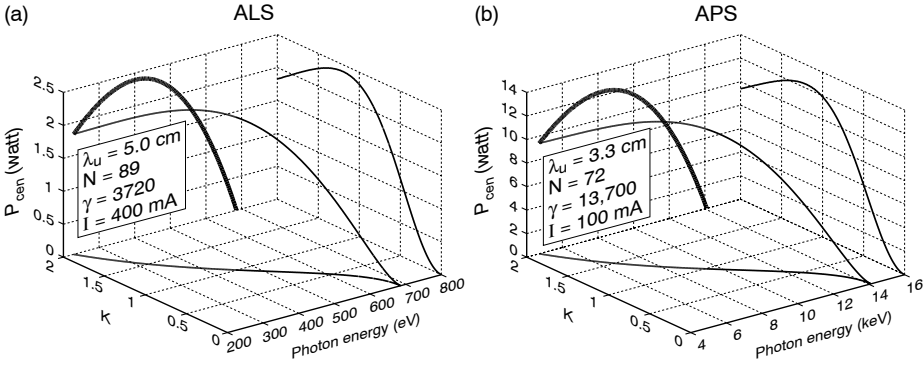 (a)
ALS
P_cen (watt)
2.5
2
1.5
1
0.5
0
λ_u = 5.0 cm
N = 89
γ = 3720
I = 400 mA
2
1.5
1
0.5
0
K
200
300
400
500
600
700
800
Photon energy (eV)
(b)
APS
P_cen (watt)
14
12
10
8
6
4
2
0
λ_u = 3.3 cm
N = 72
γ = 13,700
I = 100 mA
2
1.5
1
0.5
0
K
4
6
8
10
12
14
16
Photon energy (keV)